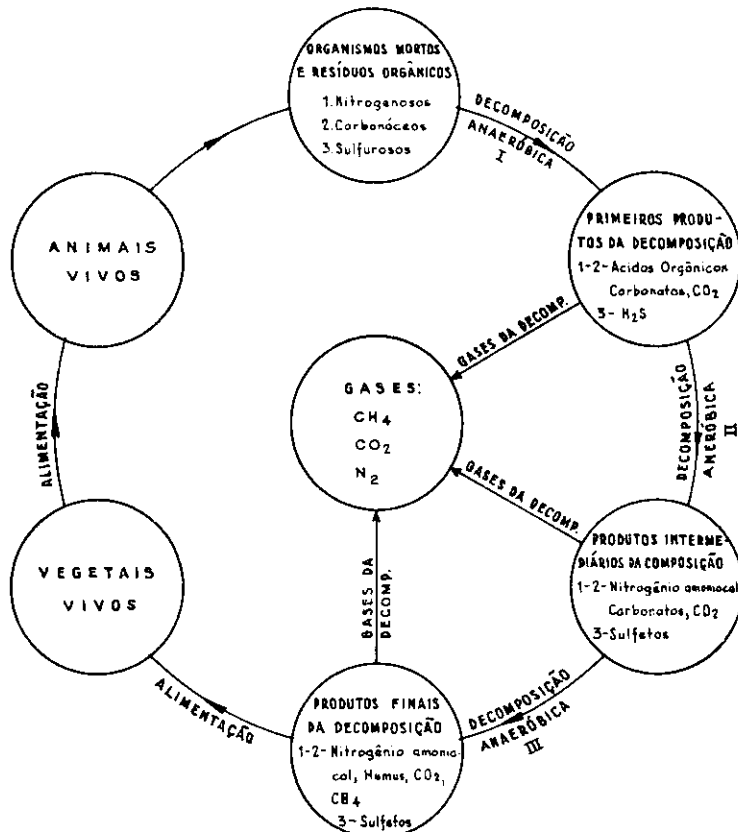 ORGANISMOS MORTOS
E RESÍDUOS ORGÂNICOS
1.Nitrogenosos
2.Carbonáceos
3.Sulfurosos
DECOMPOSIÇÃO
ANAERÓBICA
I
PRIMEIROS PRODU-
TOS DA DECOMPOSIÇÃO
1-2-Acidos Orgânicos
Carbonatos, CO2
3- H2S
DECOMPOSIÇÃO
ANERÓBICA
II
PRODUTOS INTERME-
DIÁRIOS DA COMPOSIÇÃO
1-2-Nitrogênio amoniacal
Carbonatos, CO2
3-Sulfetos
DECOMPOSIÇÃO
ANAERÓBICA
III
PRODUTOS FINAIS
DA DECOMPOSIÇÃO
1-2-Nitrogênio amonia-
cal, Humus, CO2,
CH4
3-Sulfetos
ALIMENTAÇÃO
VEGETAIS
VIVOS
ALIMENTAÇÃO
ANIMAIS
VIVOS
GASES:
CH4
CO2
N2
GASES DA DECOMP.
GASES DA DECOMP.
GASES DA
DECOMP.